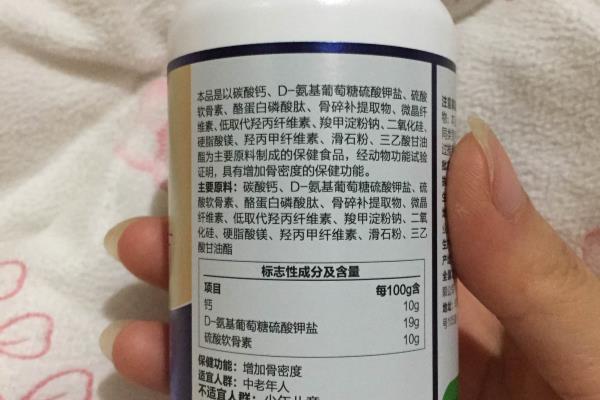 本品是以碳酸钙、D-氨基葡萄糖硫酸钾盐、硫酸
软骨素、酪蛋白磷酸肽、骨碎补提取物、微晶纤
维素、低取代羟丙纤维素、羧甲淀粉钠、二氧化硅、
硬脂酸镁、羟丙甲纤维素、滑石粉、三乙酸甘油
酯为主要原料制成的保健食品，经动物功能试验
证明，具有增加骨密度的保健功能。
主要原料：碳酸钙、D-氨基葡萄糖硫酸钾盐、硫
酸软骨素、酪蛋白磷酸肽、骨碎补提取物、微晶
纤维素、低取代羟丙纤维素、羧甲淀粉钠、二氧
化硅、硬脂酸镁、羟丙甲纤维素、滑石粉、三乙
酸甘油酯
标志性成分及含量
项目 每100g含
钙 10g
D-氨基葡萄糖硫酸钾盐 19g
硫酸软骨素 10g
保健功能：增加骨密度
适宜人群：中老年人
不适宜人群：少年儿童